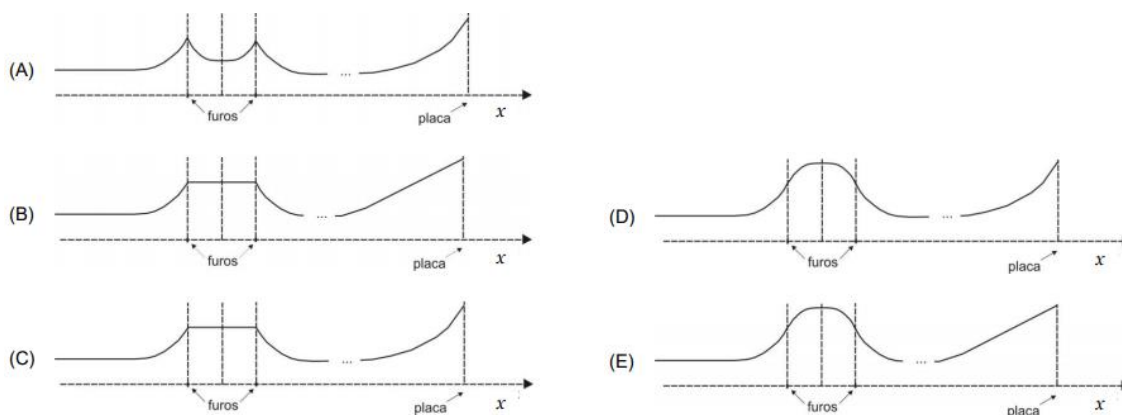 (A)
...
furos
placa
x
(B)
...
furos
placa
x
(C)
...
furos
placa
x
(D)
...
furos
placa
x
(E)
...
furos
placa
x